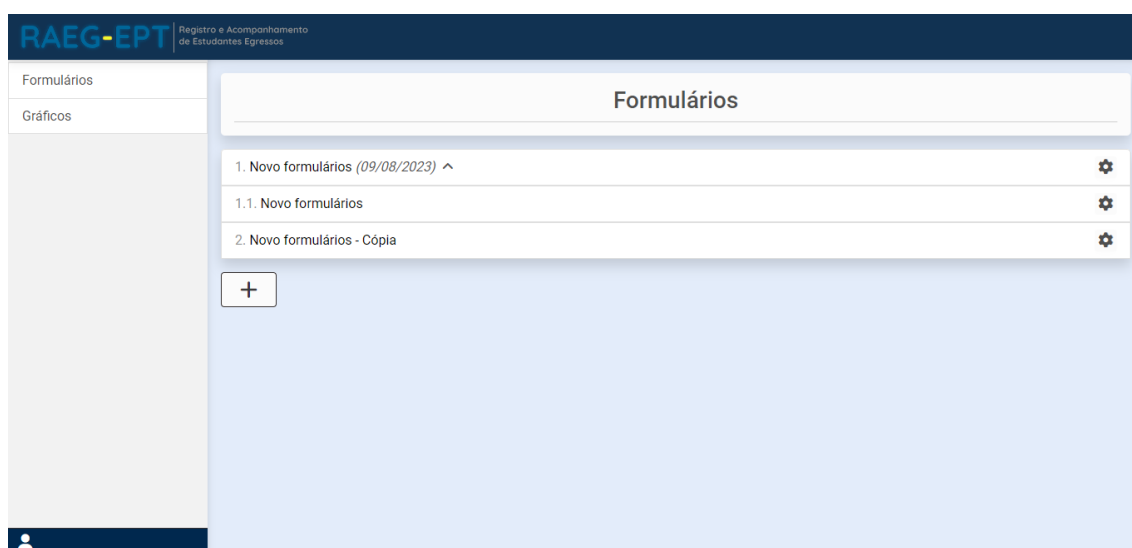 RAEG-EPT
Registro e Acompanhamento
de Estudantes Egressos
Formulários
Gráficos
Formulários
1. Novo formulários (09/08/2023)
1.1. Novo formulários
2. Novo formulários - Cópia
+